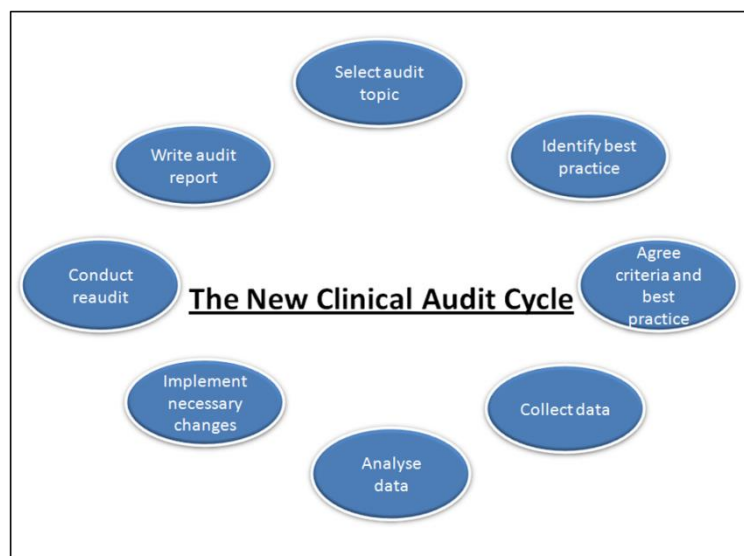 Select audit
topic
Identify best
practice
Agree
criteria and
best
practice
Collect data
Analyse
data
Implement
necessary
changes
Conduct
reaudit
Write audit
report
The New Clinical Audit Cycle